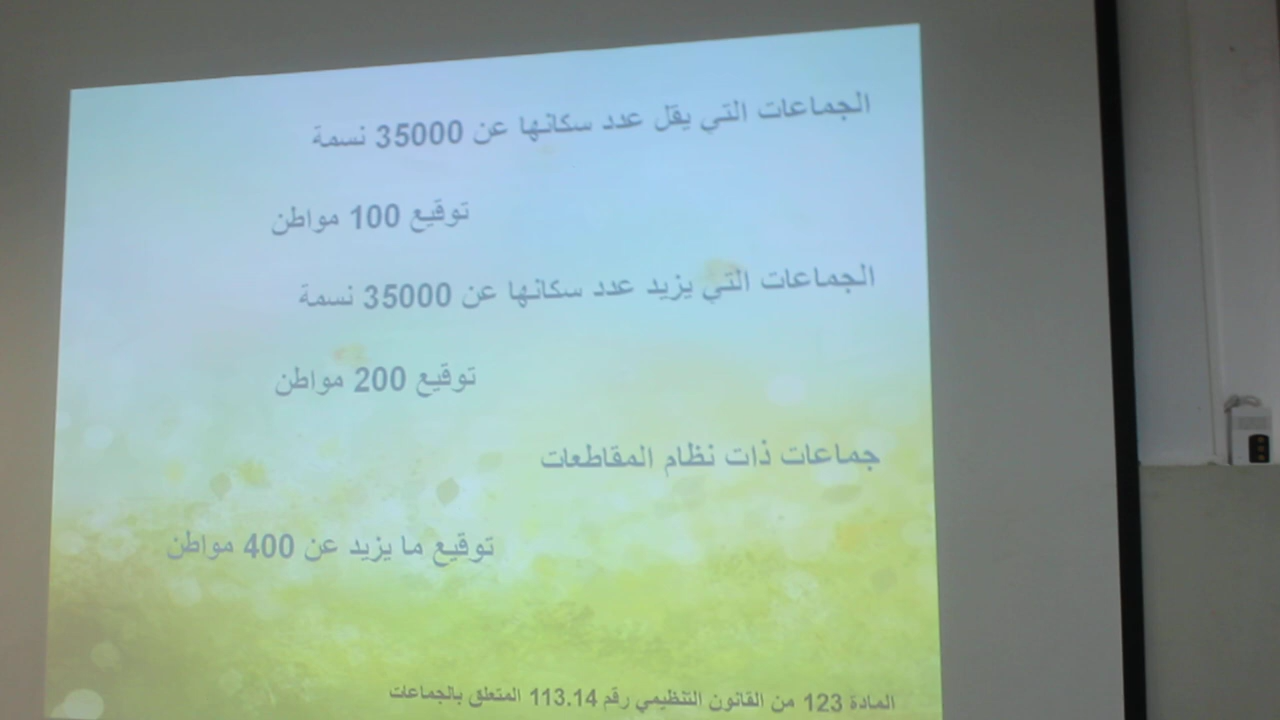 الجماعات التي يقل عدد سكانها عن 35000 نسمة
توقيع 100 مواطن
الجماعات التي يزيد عدد سكانها عن 35000 نسمة
توقيع 200 مواطن
جماعات ذات نظام المقاطعات
توقيع ما يزيد عن 400 مواطن
المادة 123 من القانون التنظيمي رقم 113.14 المتعلق بالجماعات